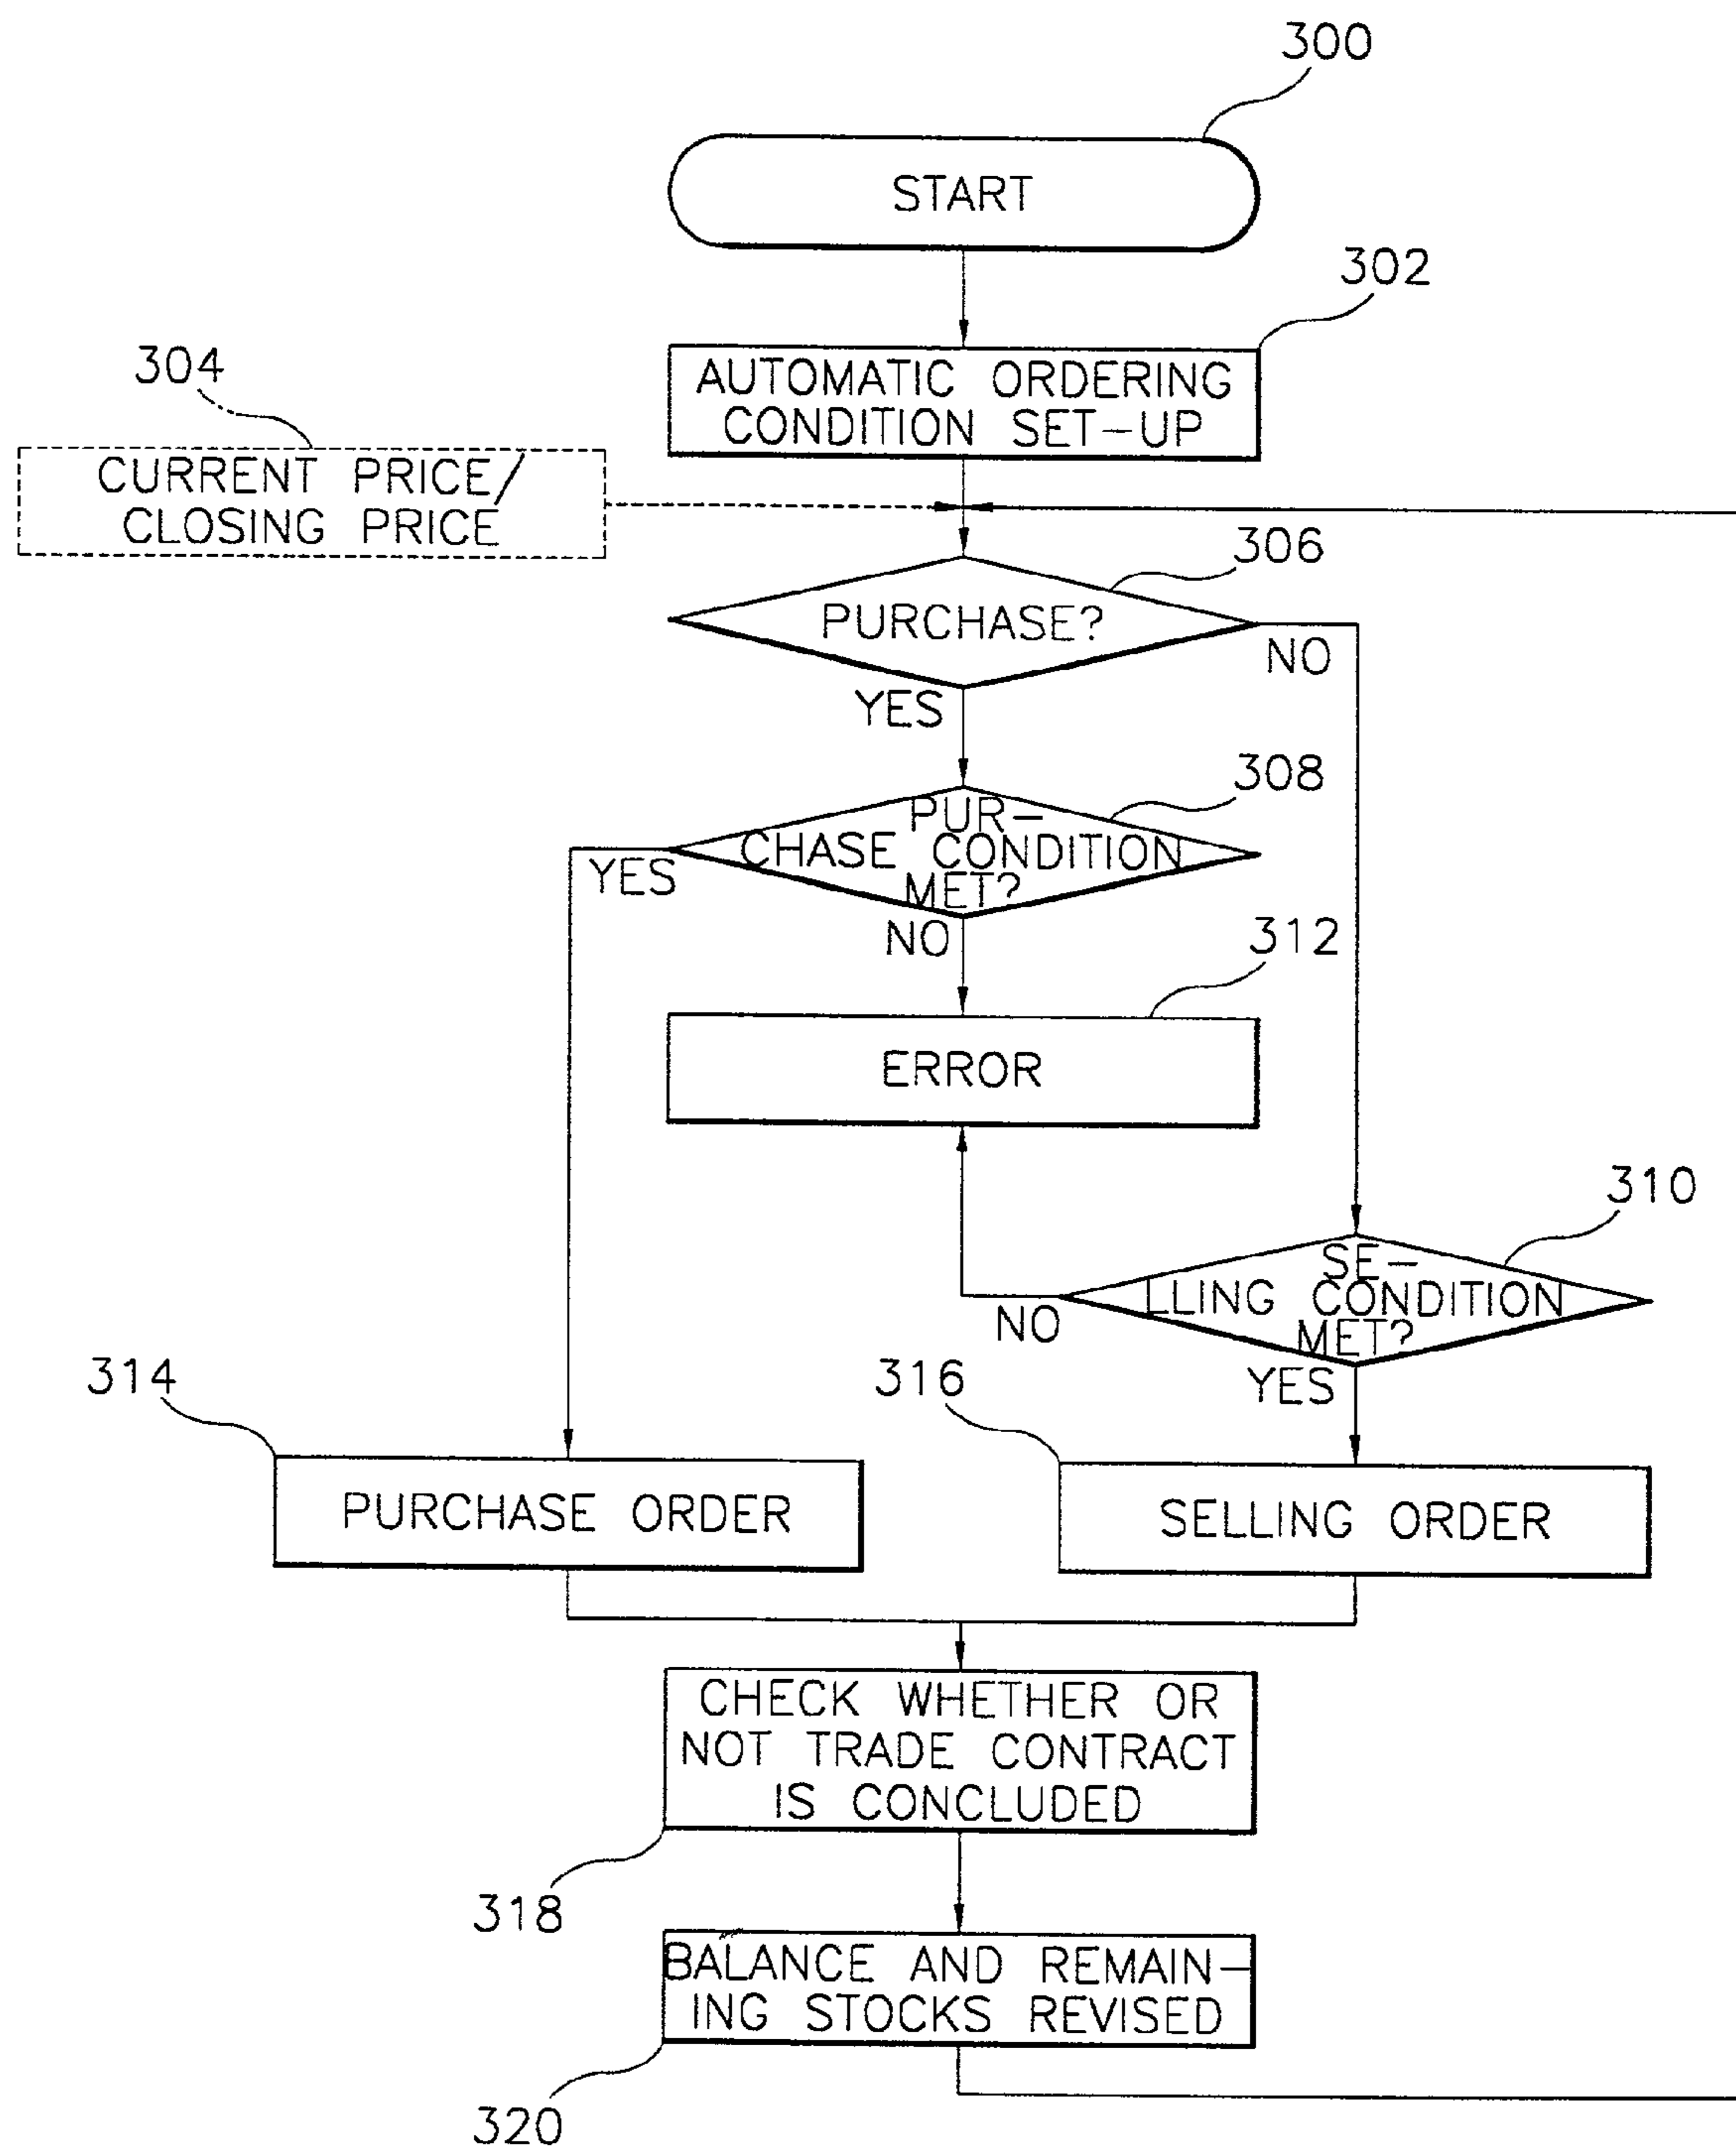 300
START
302
AUTOMATIC ORDERING
CONDITION SET-UP
304
CURRENT PRICE/
CLOSING PRICE
306
PURCHASE?
NO
YES
308
PUR-
CHASE CONDITION
MET?
YES
NO
312
ERROR
310
SE-
LLING CONDITION
MET?
NO
YES
314
PURCHASE ORDER
316
SELLING ORDER
CHECK WHETHER OR
NOT TRADE CONTRACT
IS CONCLUDED
318
BALANCE AND REMAIN-
ING STOCKS REVISED
320